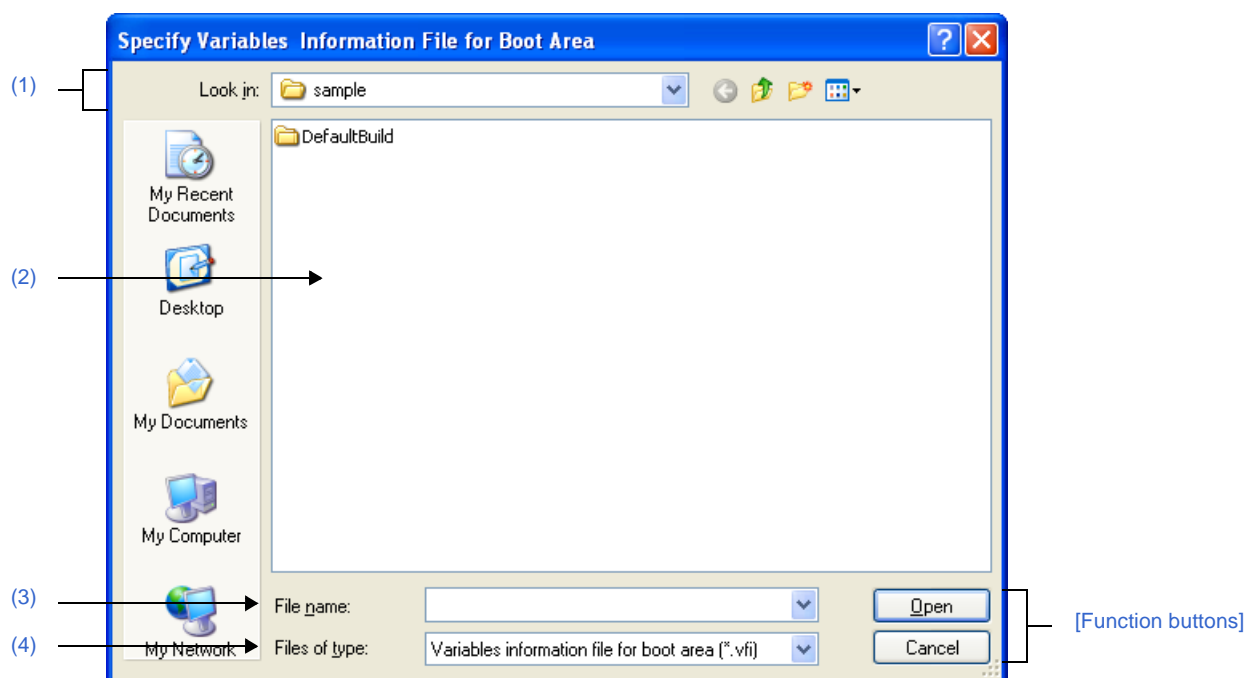 Specify Variables Information File for Boot Area
(1)
Look in:
sample
DefaultBuild
My Recent
Documents
(2)
Desktop
My Documents
My Computer
(3)
File name:
Open
[Function buttons]
(4)
My Network
Files of type:
Variables information file for boot area (*.vfi)
Cancel